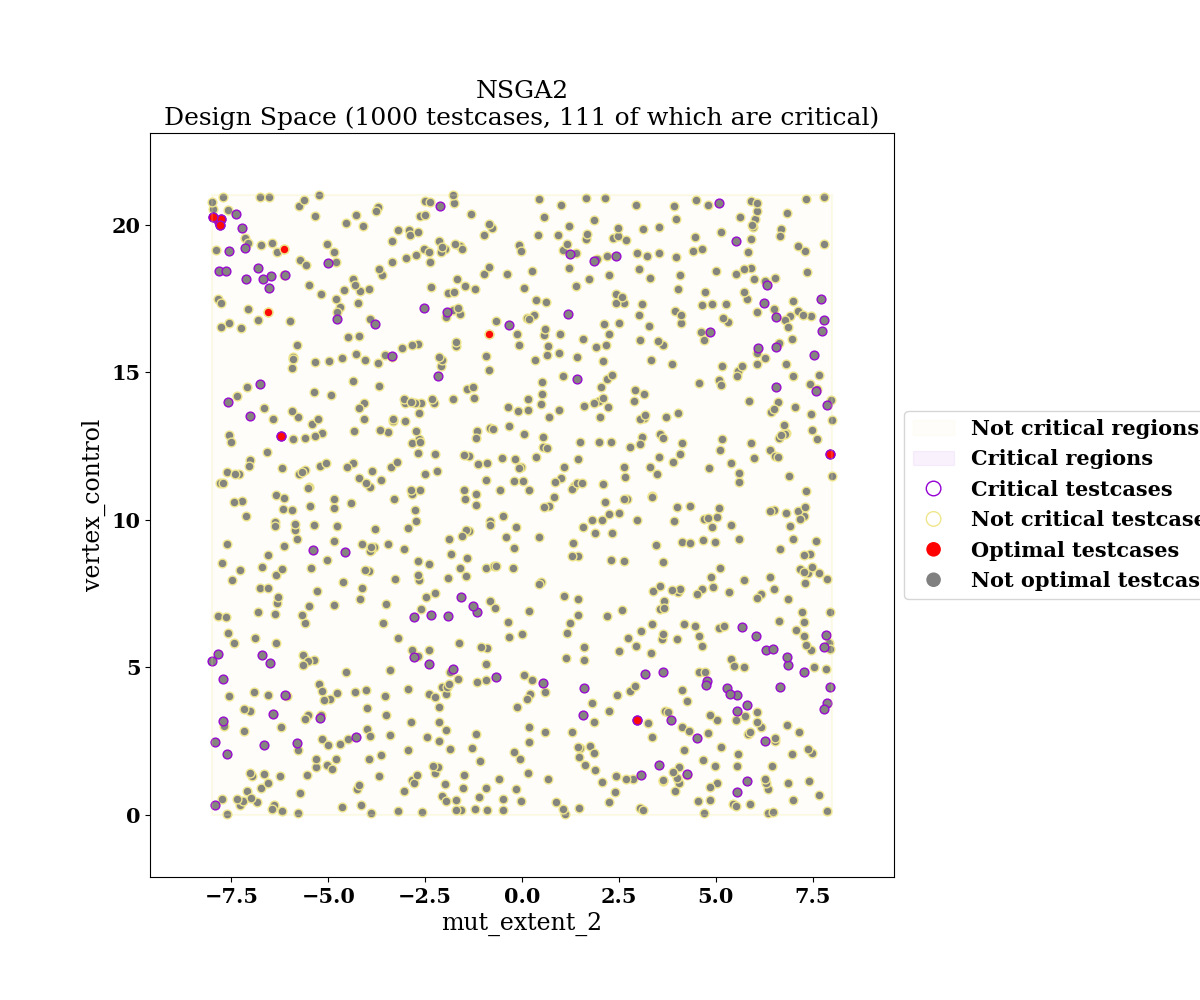 NSGA2
Design Space (1000 testcases, 111 of which are critical)
20
15
10
5
0
vertex_control
−7.5
−5.0
−2.5
0.0
2.5
5.0
7.5
mut_extent_2
Not critical regions
Critical regions
Critical testcases
Not critical testcase
Optimal testcases
Not optimal testcas